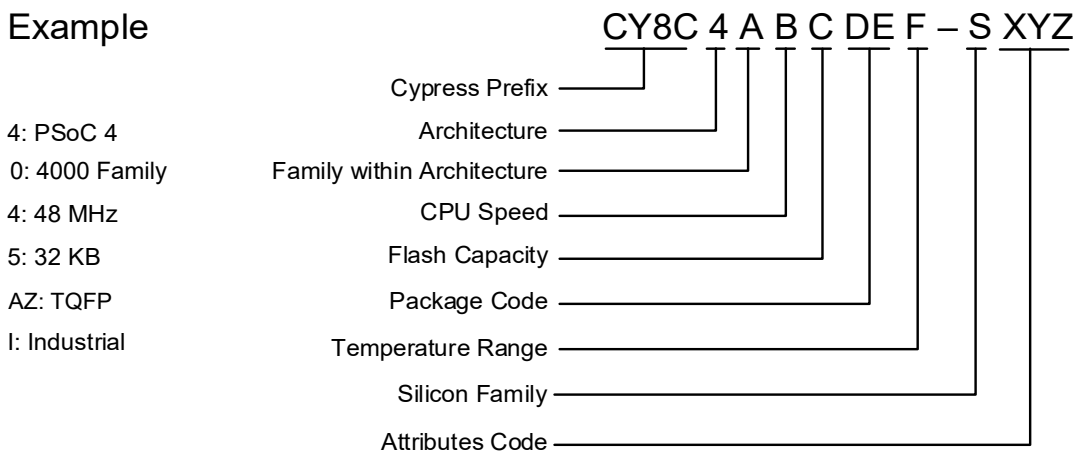 Example CY8C 4 A B C DE F – S XYZ
Cypress Prefix
4: PSoC 4 Architecture
0: 4000 Family Family within Architecture
4: 48 MHz CPU Speed
5: 32 KB Flash Capacity
AZ: TQFP Package Code
I: Industrial Temperature Range
Silicon Family
Attributes Code